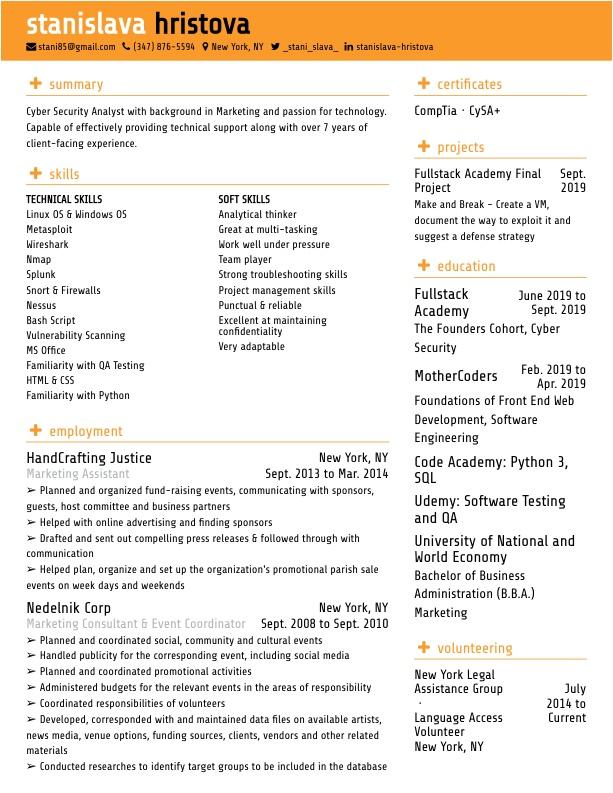 stanislava hristova
stani85@gmail.com (347) 876-5594 New York, NY _stani_slava_ stanislava-hristova
summary
Cyber Security Analyst with background in Marketing and passion for technology.
Capable of effectively providing technical support along with over 7 years of
client-facing experience.
skills
TECHNICAL SKILLS
Linux OS & Windows OS
Metasploit
Wireshark
Nmap
Splunk
Snort & Firewalls
Nessus
Bash Script
Vulnerability Scanning
MS Office
Familiarity with QA Testing
HTML & CSS
Familiarity with Python
SOFT SKILLS
Analytical thinker
Great at multi-tasking
Work well under pressure
Team player
Strong troubleshooting skills
Project management skills
Punctual & reliable
Excellent at maintaining
confidentiality
Very adaptable
employment
HandCrafting Justice New York, NY
Marketing Assistant Sept. 2013 to Mar. 2014
➢ Planned and organized fund-raising events, communicating with sponsors,
guests, host committee and business partners
➢ Helped with online advertising and finding sponsors
➢ Drafted and sent out compelling press releases & followed through with
communication
➢ Helped plan, organize and set up the organization's promotional parish sale
events on week days and weekends
Nedelnik Corp New York, NY
Marketing Consultant & Event Coordinator Sept. 2008 to Sept. 2010
➢ Planned and coordinated social, community and cultural events
➢ Handled publicity for the corresponding event, including social media
➢ Planned and coordinated promotional activities
➢ Administered budgets for the relevant events in the areas of responsibility
➢ Coordinated responsibilities of volunteers
➢ Developed, corresponded with and maintained data files on available artists,
news media, venue options, funding sources, clients, vendors and other related
materials
➢ Conducted researches to identify target groups to be included in the database
certificates
CompTia · CySA+
projects
Fullstack Academy Final Sept.
Project 2019
Make and Break - Create a VM,
document the way to exploit it and
suggest a defense strategy
education
Fullstack June 2019 to
Academy Sept. 2019
The Founders Cohort, Cyber
Security
MotherCoders Feb. 2019 to
Apr. 2019
Foundations of Front End Web
Development, Software
Engineering
Code Academy: Python 3,
SQL
Udemy: Software Testing
and QA
University of National and
World Economy
Bachelor of Business
Administration (B.B.A.)
Marketing
volunteering
New York Legal
Assistance Group July
· 2014 to
Language Access Current
Volunteer
New York, NY